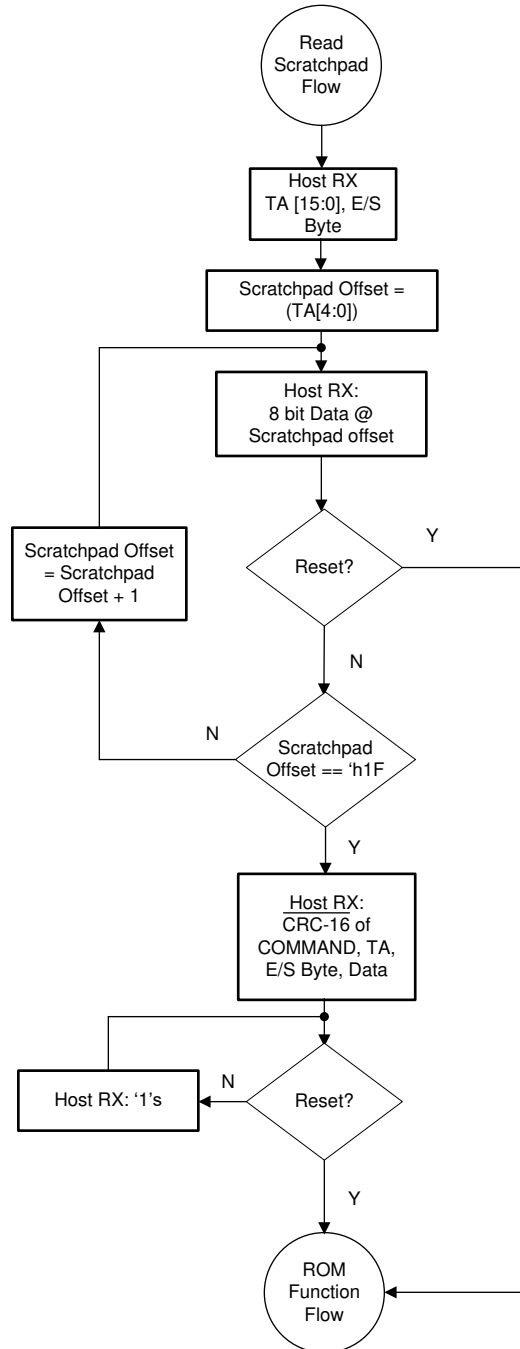 Read
Scratchpad
Flow
Host RX
TA [15:0], E/S
Byte
Scratchpad Offset =
(TA[4:0])
Host RX:
8 bit Data @
Scratchpad offset
Y
Scratchpad Offset
= Scratchpad
Offset + 1
Reset?
N
N
Scratchpad
Offset == ‘h1F
Y
Host RX:
CRC-16 of
COMMAND, TA,
E/S Byte, Data
N
Host RX: ‘1’s
Reset?
Y
ROM
Function
Flow